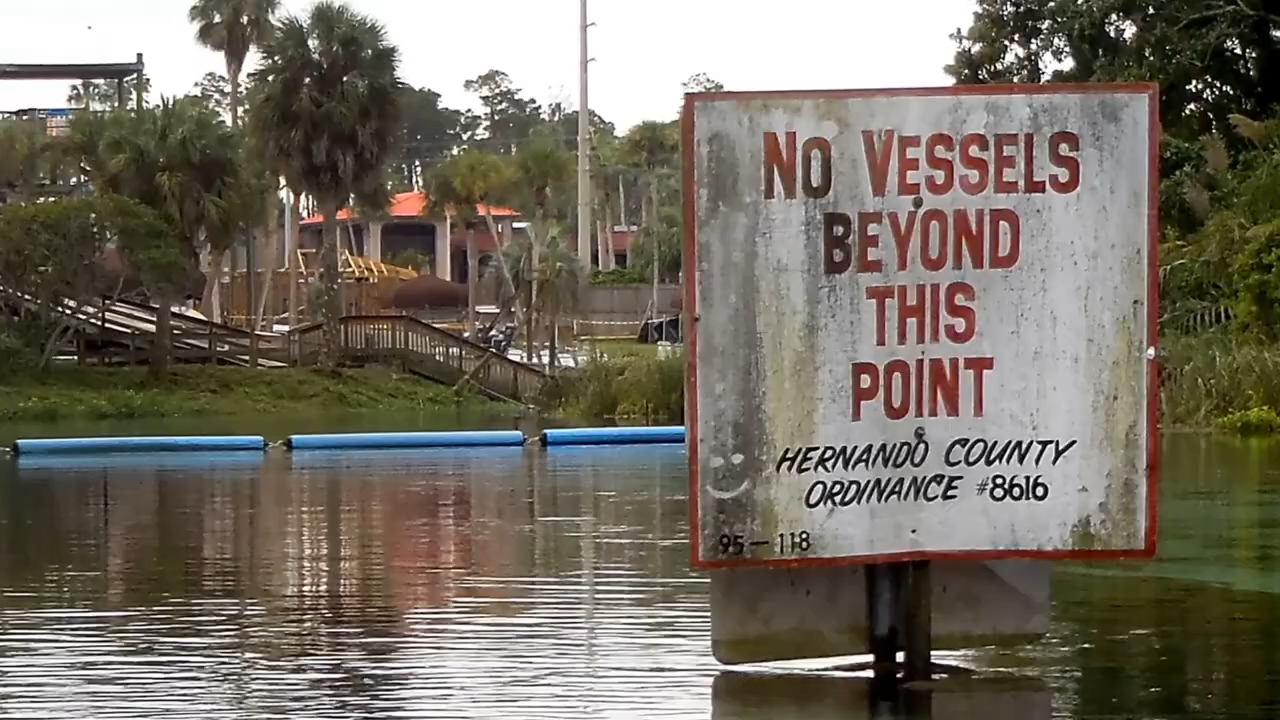 NO VESSELS
BEYOND
THIS
POINT
HERNANDO COUNTY
ORDINANCE #8616
95-118